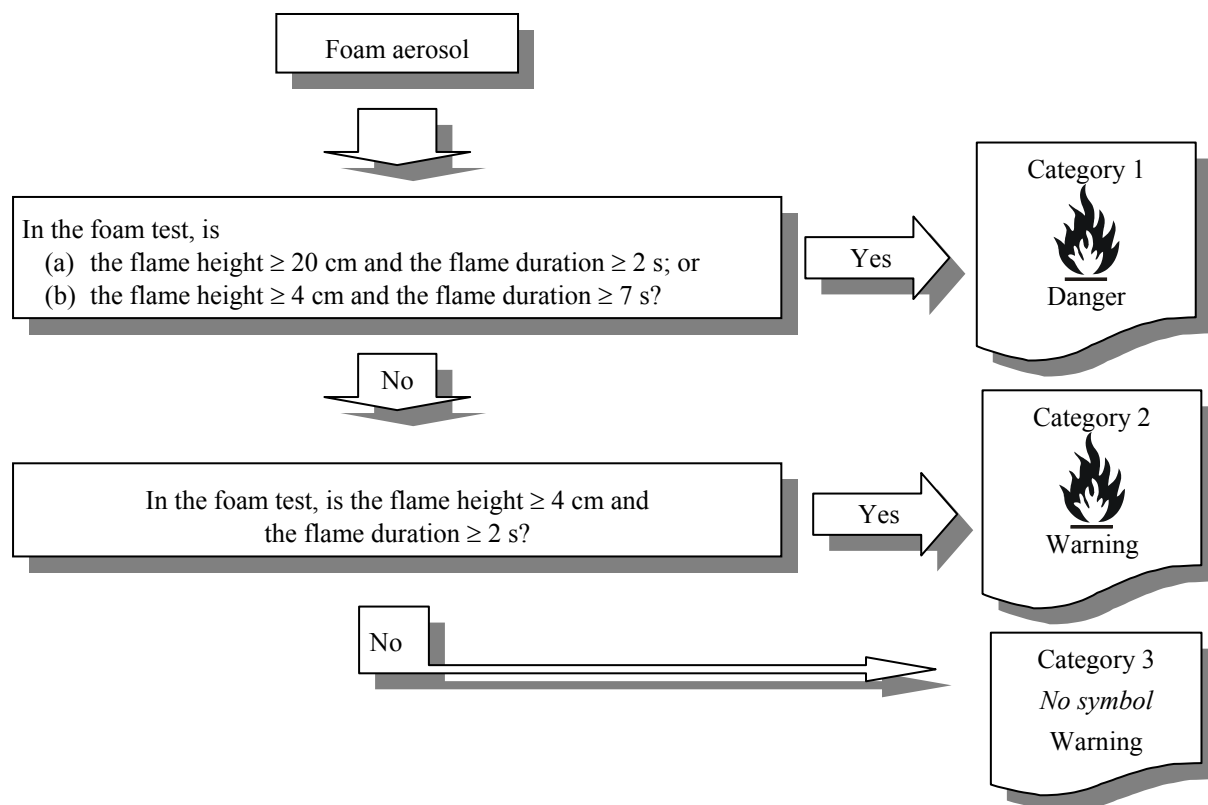 Foam aerosol
In the foam test, is
(a) the flame height ≥ 20 cm and the flame duration ≥ 2 s; or
(b) the flame height ≥ 4 cm and the flame duration ≥ 7 s?
Yes
Category 1
Danger
No
In the foam test, is the flame height ≥ 4 cm and
the flame duration ≥ 2 s?
Yes
Category 2
Warning
No
Category 3
No symbol
Warning